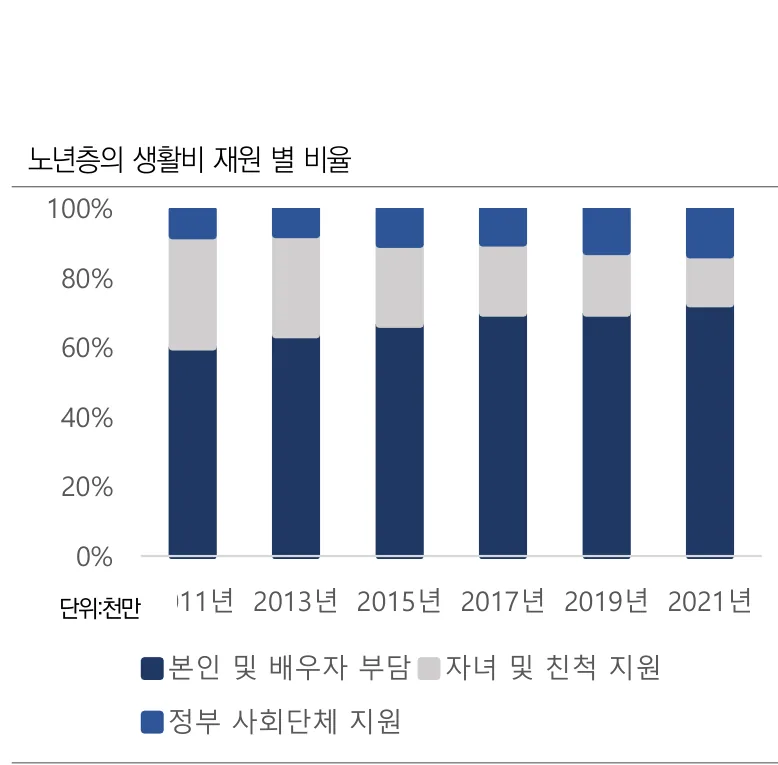 노년층의 생활비 재원 별 비율
100%
80%
60%
40%
20%
0%
단위:천만 11년 2013년 2015년 2017년 2019년 2021년
본인 및 배우자 부담 자녀 및 친척 지원
정부 사회단체 지원